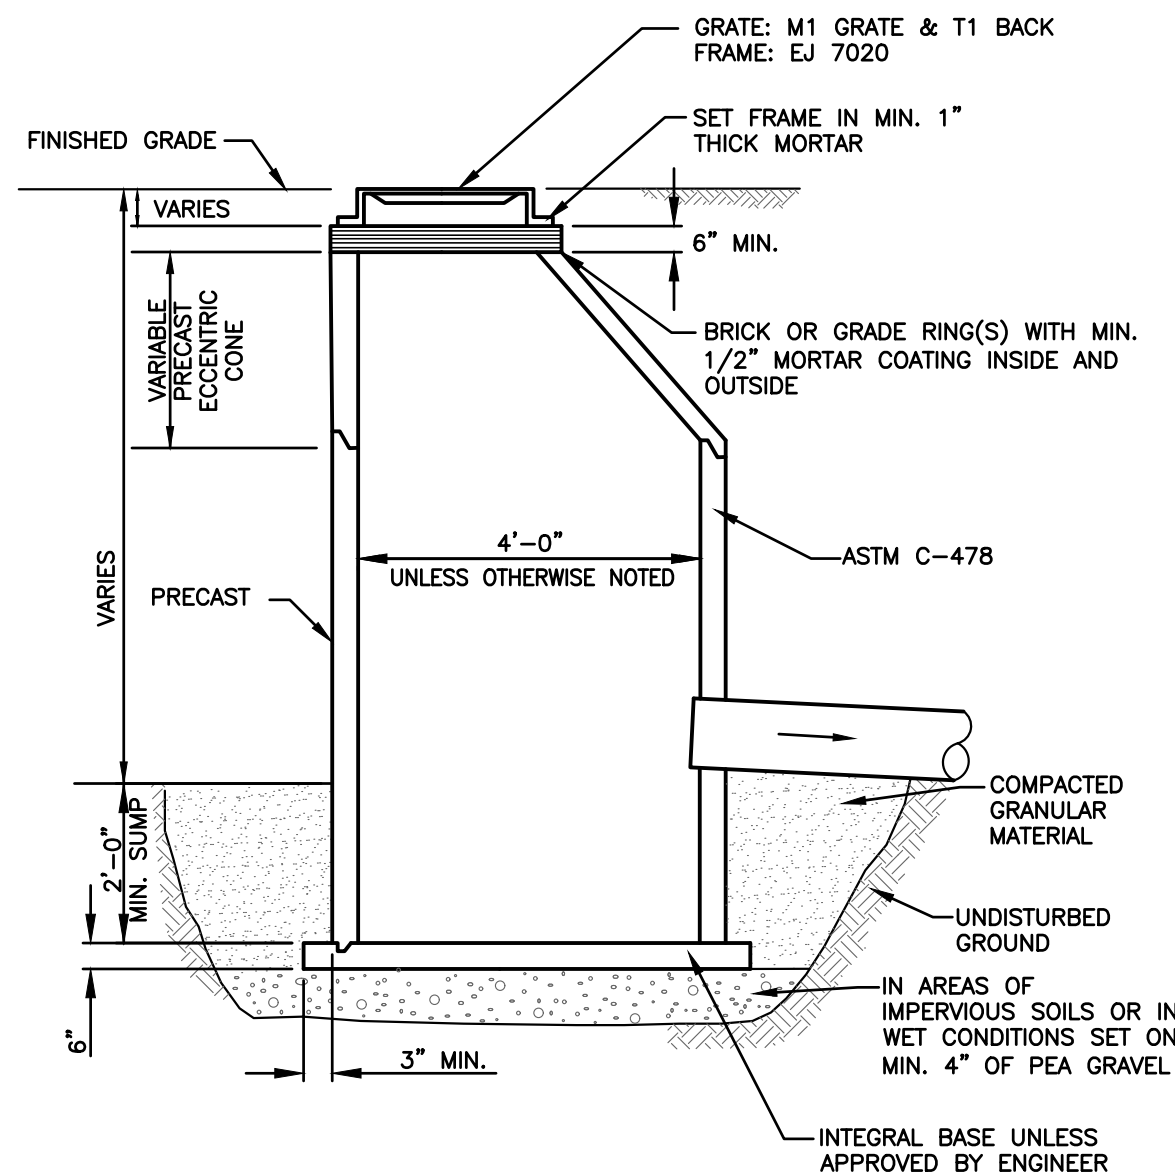 GRATE: M1 GRATE & T1 BACK
FRAME: EJ 7020
SET FRAME IN MIN. 1"
THICK MORTAR
FINISHED GRADE
VARIES
6" MIN.
VARIABLE
PRECAST
ECCENTRIC
CONE
BRICK OR GRADE RING(S) WITH MIN.
1/2" MORTAR COATING INSIDE AND
OUTSIDE
4'-0"
UNLESS OTHERWISE NOTED
ASTM C-478
VARIES
PRECAST
COMPACTED
GRANULAR
MATERIAL
2'-0"
MIN. SUMP
UNDISTURBED
GROUND
IN AREAS OF
IMPERVIOUS SOILS OR IN
WET CONDITIONS SET ON
MIN. 4" OF PEA GRAVEL
6"
3" MIN.
INTEGRAL BASE UNLESS
APPROVED BY ENGINEER